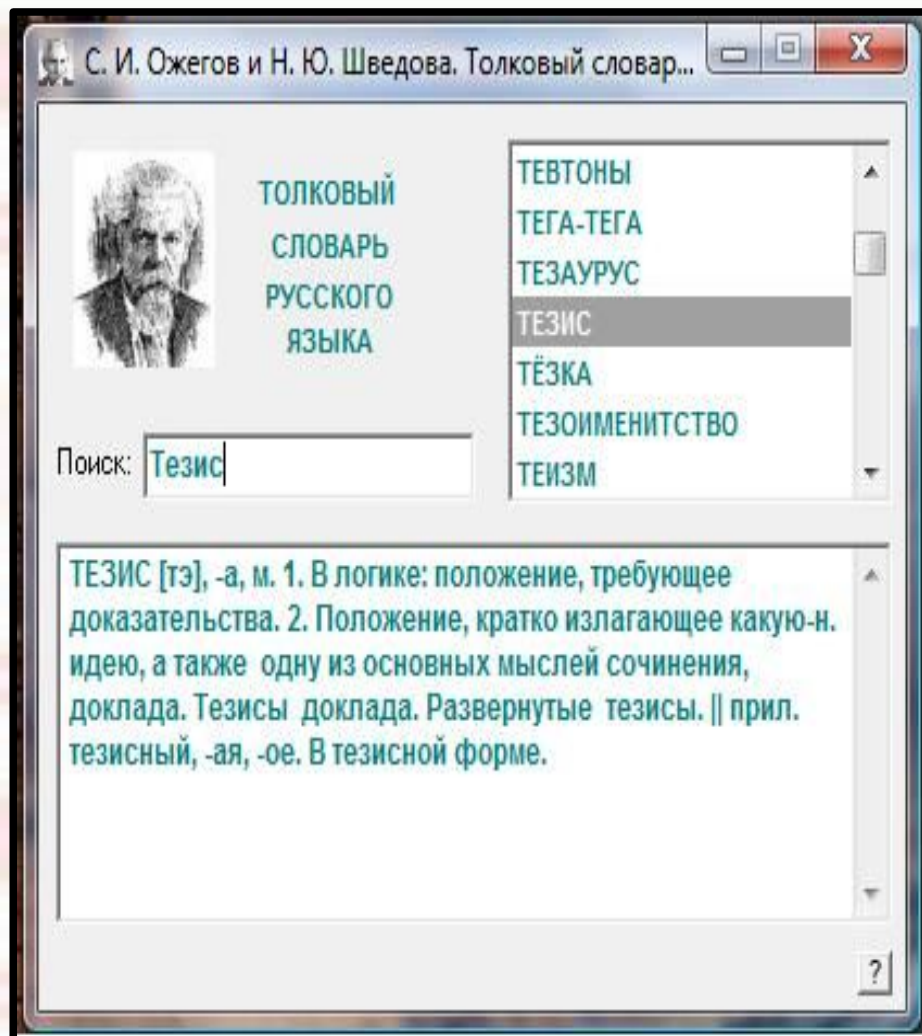 С. И. Ожегов и Н. Ю. Шведова. Толковый словар...
ТОЛКОВЫЙ
СЛОВАРЬ
РУССКОГО
ЯЗЫКА
Поиск: Тезис
ТЕВТОНЫ
ТЕГА-ТЕГА
ТЕЗАУРУС
ТЕЗИС
ТЁЗКА
ТЕЗОИМЕНИТСТВО
ТЕИЗМ
ТЕЗИС [тэ], -а, м. 1. В логике: положение, требующее
доказательства. 2. Положение, кратко излагающее какую-н.
идею, а также одну из основных мыслей сочинения,
доклада. Тезисы доклада. Развернутые тезисы. || прил.
тезисный, -ая, -ое. В тезисной форме.
?